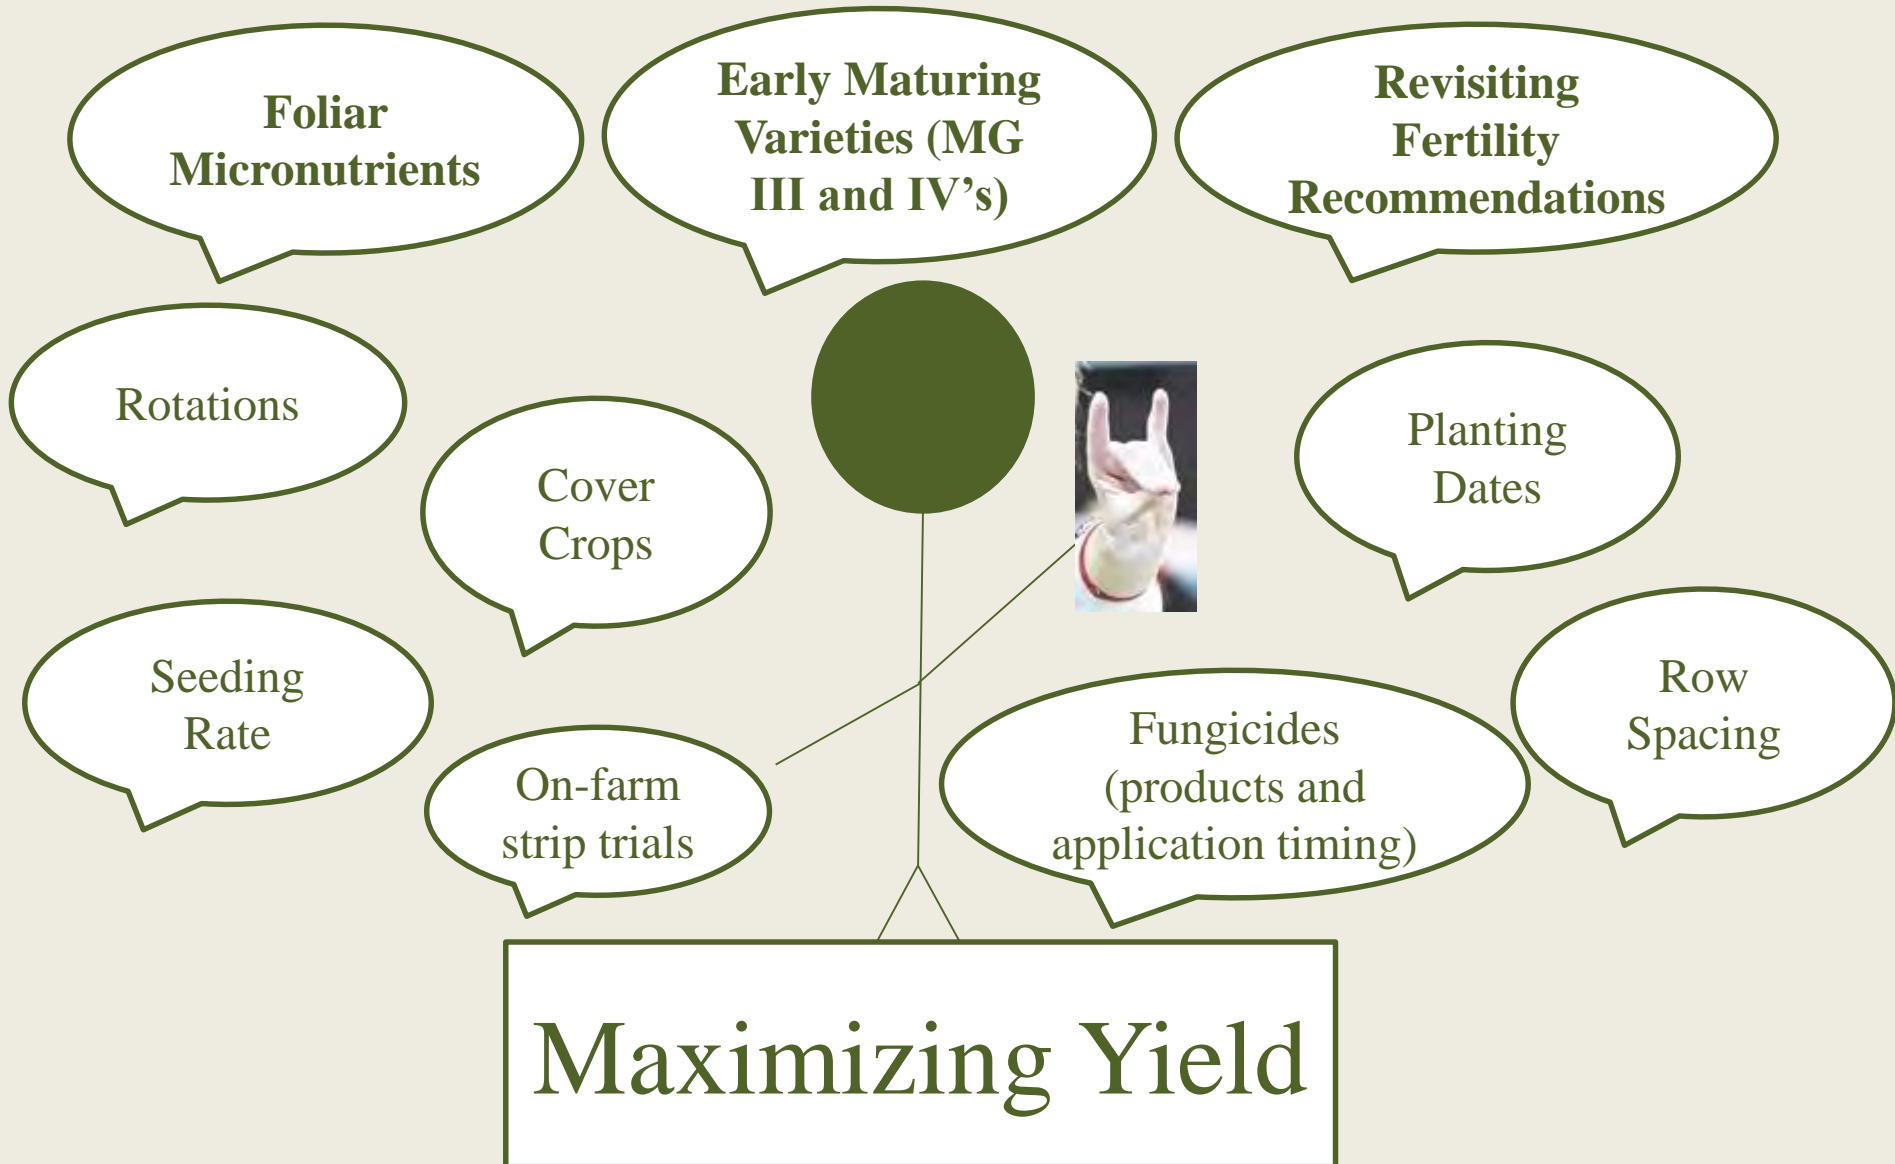 Foliar
Micronutrients
Early Maturing
Varieties (MG
III and IV’s)
Revisiting
Fertility
Recommendations
Rotations
Cover
Crops
Planting
Dates
Seeding
Rate
On-farm
strip trials
Fungicides
(products and
application timing)
Row
Spacing
Maximizing Yield